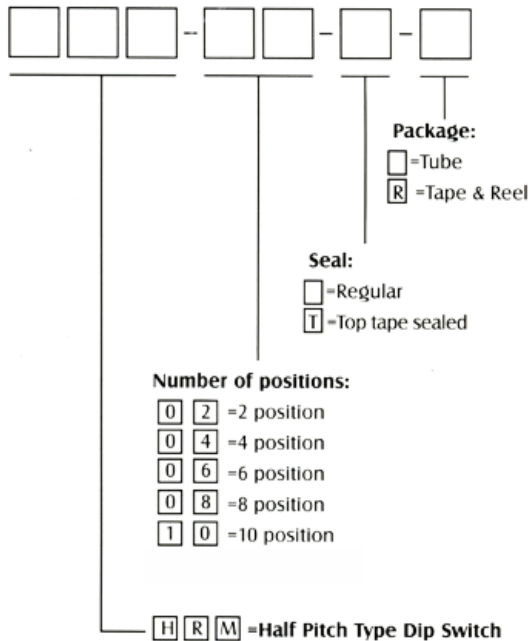 Package:
=Tube
R =Tape & Reel
Seal:
=Regular
T =Top tape sealed
Number of positions:
0 2 =2 position
0 4 =4 position
0 6 =6 position
0 8 =8 position
1 0 =10 position
H R M =Half Pitch Type Dip Switch